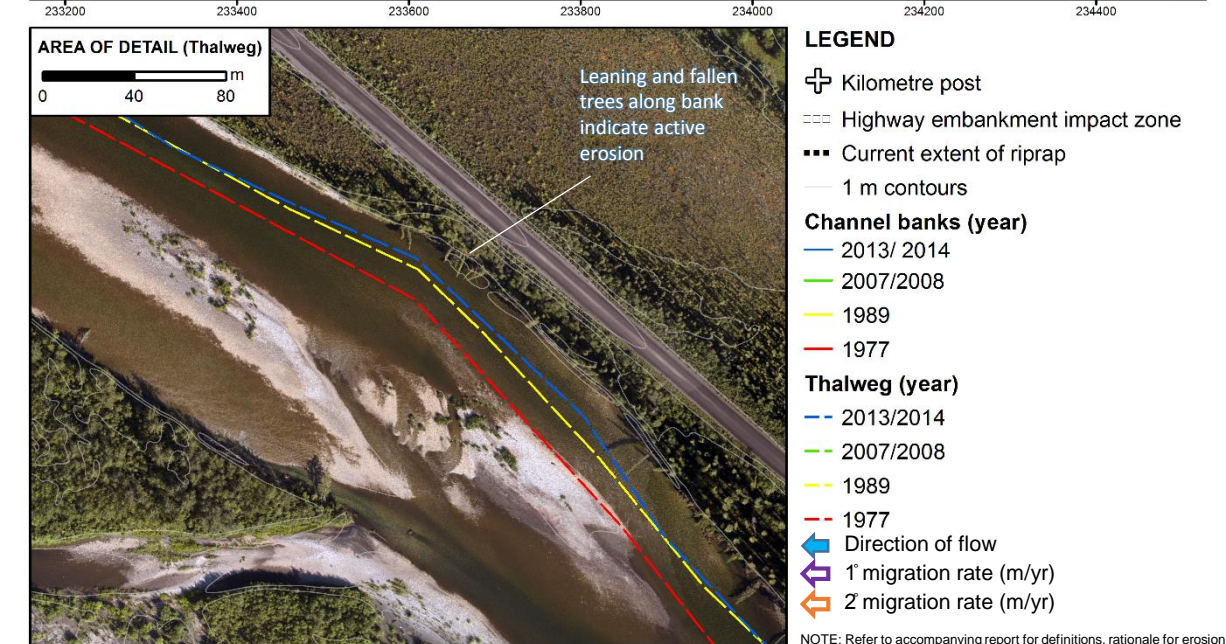 233200 233400 233600 233800 234000 234200 234400
AREA OF DETAIL (Thalweg)
m
0 40 80
Leaning and fallen
trees along bank
indicate active
erosion
LEGEND
Kilometre post
Highway embankment impact zone
Current extent of riprap
1 m contours
Channel banks (year)
2013/ 2014
2007/2008
1989
1977
Thalweg (year)
2013/2014
2007/2008
1989
1977
Direction of flow
1° migration rate (m/yr)
2° migration rate (m/yr)
NOTE: Refer to accompanying report for definitions, rationale for erosion